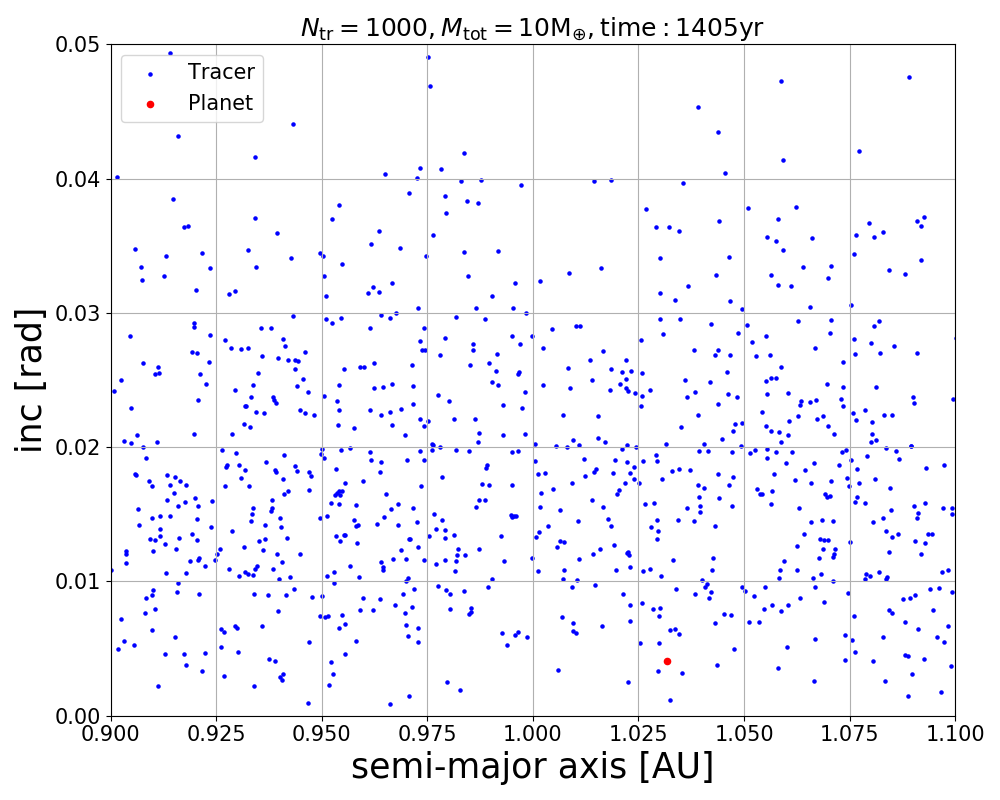 N_tr = 1000, M_tot = 10M_⊕, time : 1405yr
Tracer
Planet
0.05
0.04
0.03
0.02
0.01
0.00
inc [rad]
0.900 0.925 0.950 0.975 1.000 1.025 1.050 1.075 1.100
semi-major axis [AU]